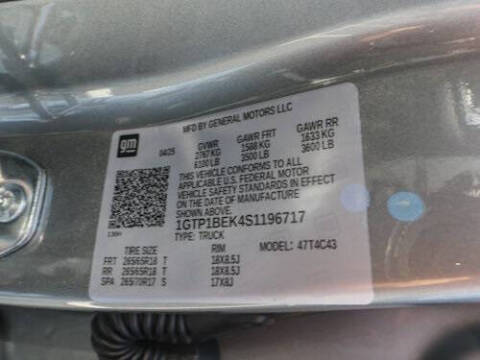 MFD BY GENERAL MOTORS LLC
gm 04/25 GVWR GAWR FRT GAWR RR
2767 KG 1588 KG 1633 KG
6100 LB 3500 LB 3600 LB
THIS VEHICLE CONFORMS TO ALL
APPLICABLE U.S. FEDERAL MOTOR
VEHICLE SAFETY STANDARDS IN EFFECT
ON THE DATE OF MANUFACTURE
SHOWN ABOVE.
1GTP1BEK4S1196717
TYPE: TRUCK MODEL: 47T4C43
TIRE SIZE RIM
FRT 265/65R18 T 18X8.5J
RR 265/65R18 T 18X8.5J
SPA 265/70R17 S 17X8J